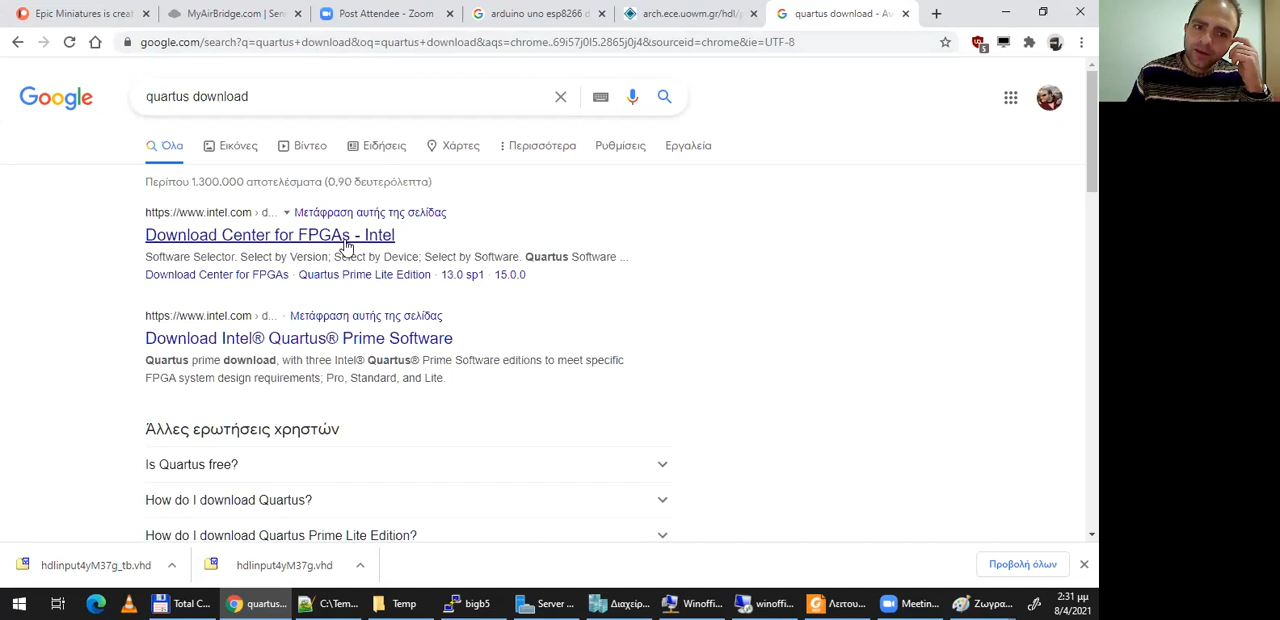 Epic Miniatures is creat
MyAirBridge.com | Sen
Post Attendee - Zoom
arduino uno esp8266 d
arch.ece.uowm.gr/hdl/p
quartus download - Αν
google.com/search?q=quartus+download&oq=quartus+download&aqs=chrome..69i57j0l5.2865j0j4&sourceid=chrome&ie=UTF-8
5
Google
quartus download
Όλα
Εικόνες
Βίντεο
Ειδήσεις
Χάρτες
Περισσότερα
Ρυθμίσεις
Εργαλεία
Περίπου 1.300.000 αποτελέσματα (0,90 δευτερόλεπτα)
https://www.intel.com › d... Μετάφραση αυτής της σελίδας
Download Center for FPGAs - Intel
Software Selector. Select by Version; Select by Device; Select by Software. Quartus Software ...
Download Center for FPGAs · Quartus Prime Lite Edition · 13.0 sp1 · 15.0.0
https://www.intel.com › d... · Μετάφραση αυτής της σελίδας
Download Intel® Quartus® Prime Software
Quartus prime download, with three Intel® Quartus® Prime Software editions to meet specific
FPGA system design requirements; Pro, Standard, and Lite.
Άλλες ερωτήσεις χρηστών
Is Quartus free?
How do I download Quartus?
How do I download Quartus Prime Lite Edition?
hdlinput4yM37g_tb.vhd
hdlinput4yM37g.vhd
Προβολή όλων
Total C...
quartus...
C:\Tem...
Temp
bigb5
Server ...
Διαχείρ...
Winoffi...
winoffi...
Λειτου...
Meetin...
Ζωγρα...
2:31 μμ
8/4/2021